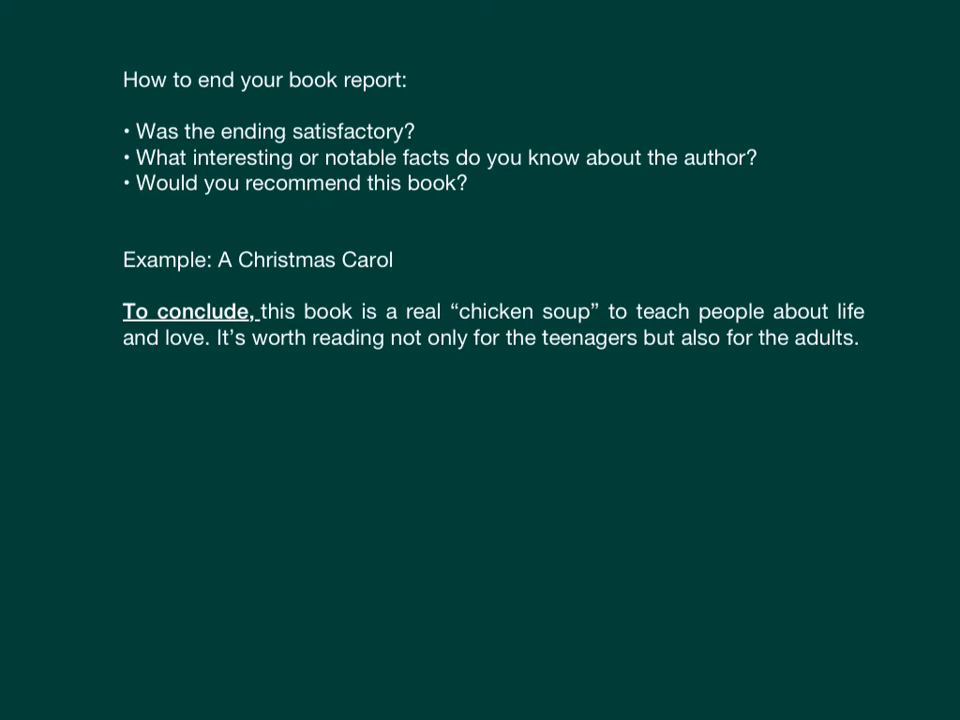 How to end your book report:
• Was the ending satisfactory?
• What interesting or notable facts do you know about the author?
• Would you recommend this book?
Example: A Christmas Carol
To conclude, this book is a real “chicken soup” to teach people about life
and love. It’s worth reading not only for the teenagers but also for the adults.